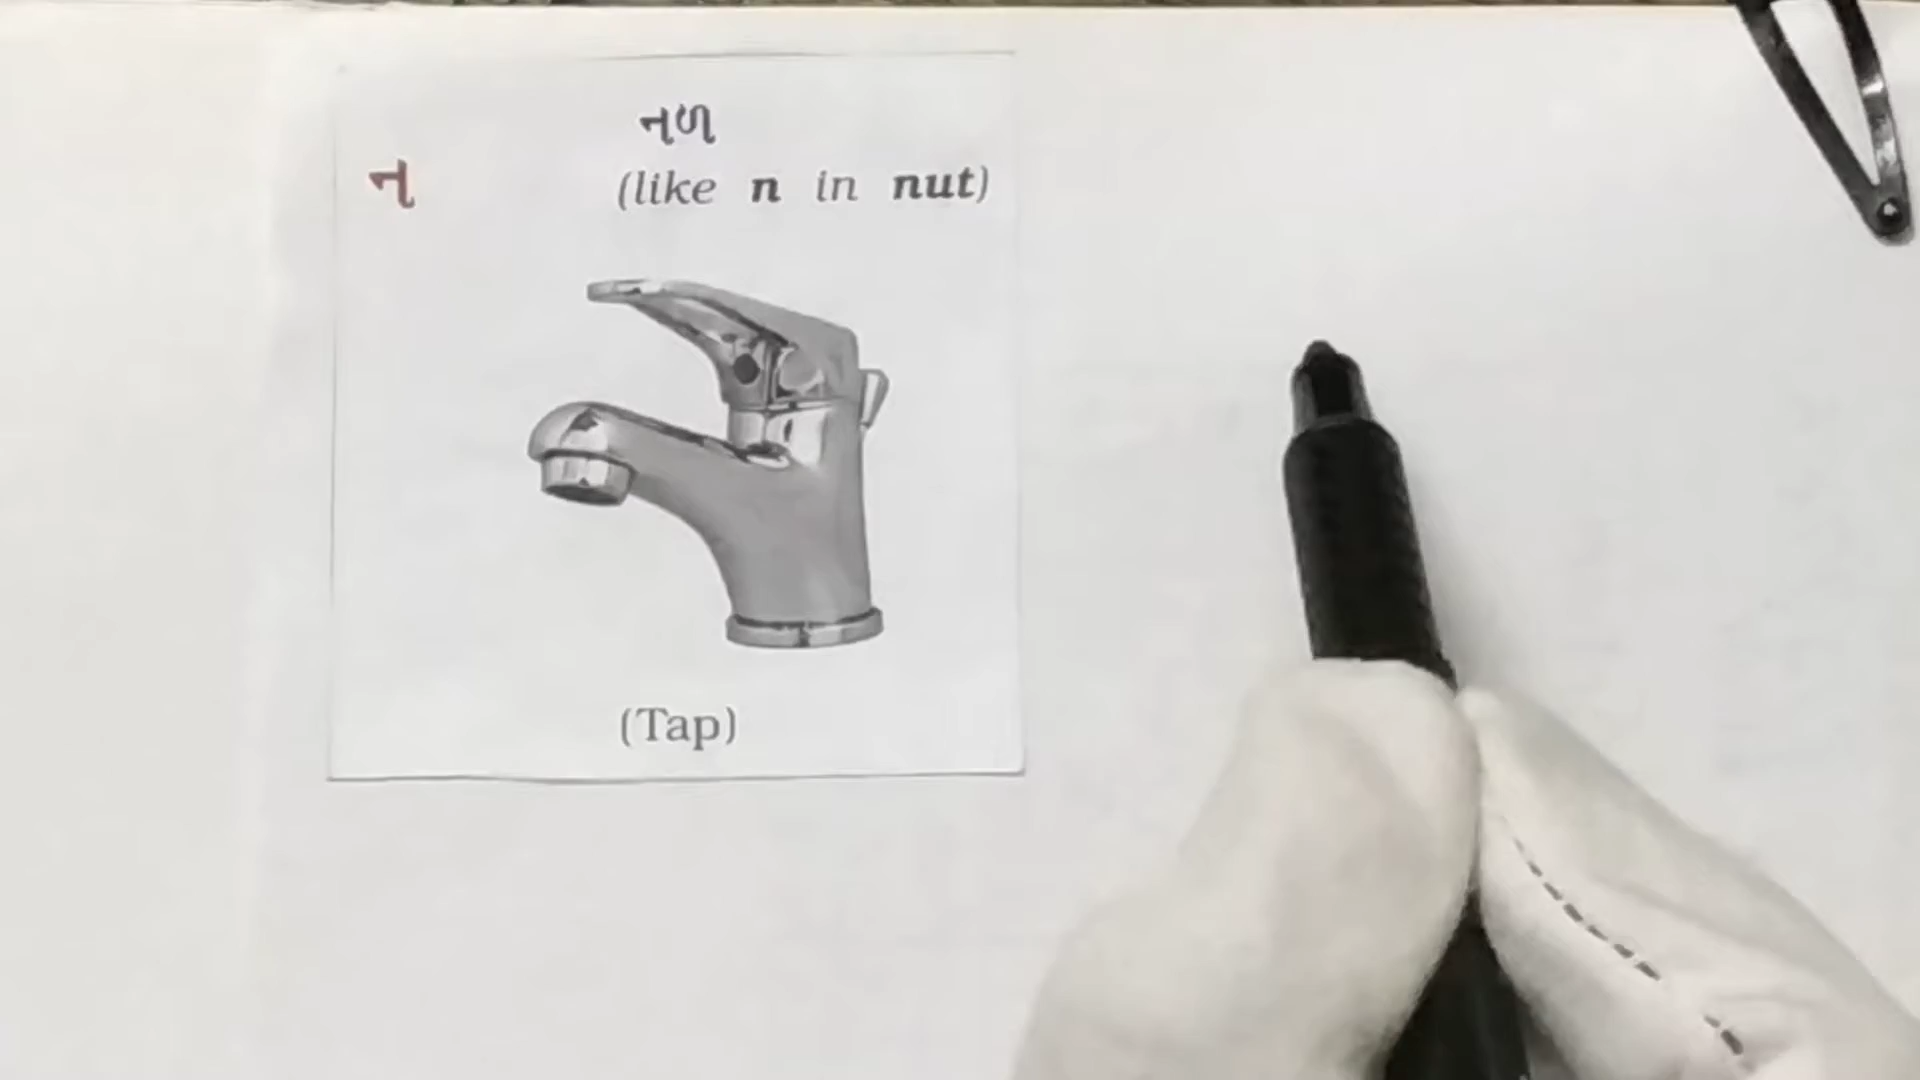 નળ
ન (like n in nut)
(Tap)